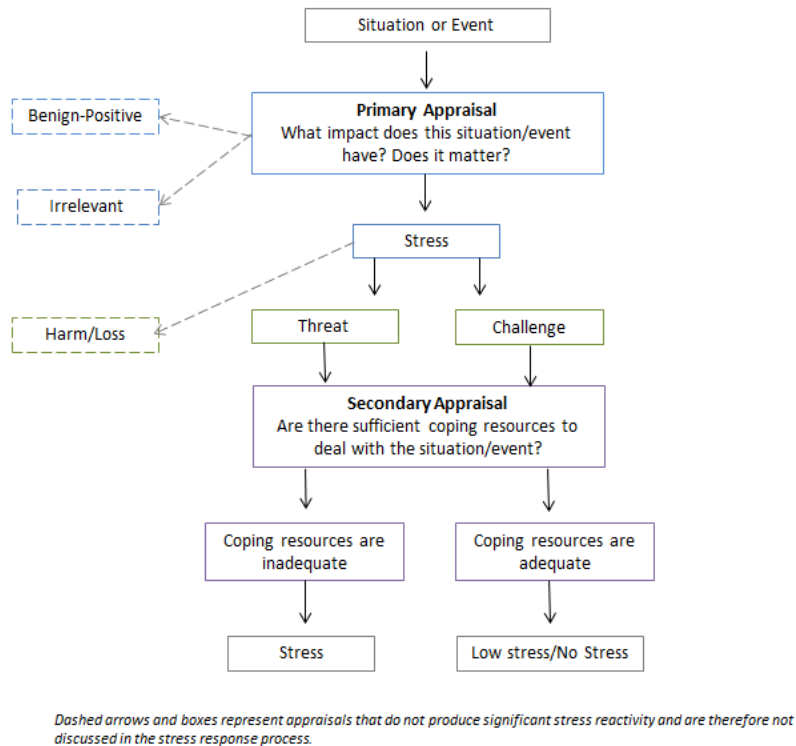 Situation or Event
Primary Appraisal
What impact does this situation/event
have? Does it matter?
Benign-Positive
Irrelevant
Stress
Harm/Loss
Threat
Challenge
Secondary Appraisal
Are there sufficient coping resources to
deal with the situation/event?
Coping resources are
inadequate
Coping resources are
adequate
Stress
Low stress/No Stress
Dashed arrows and boxes represent appraisals that do not produce significant stress reactivity and are therefore not
discussed in the stress response process.